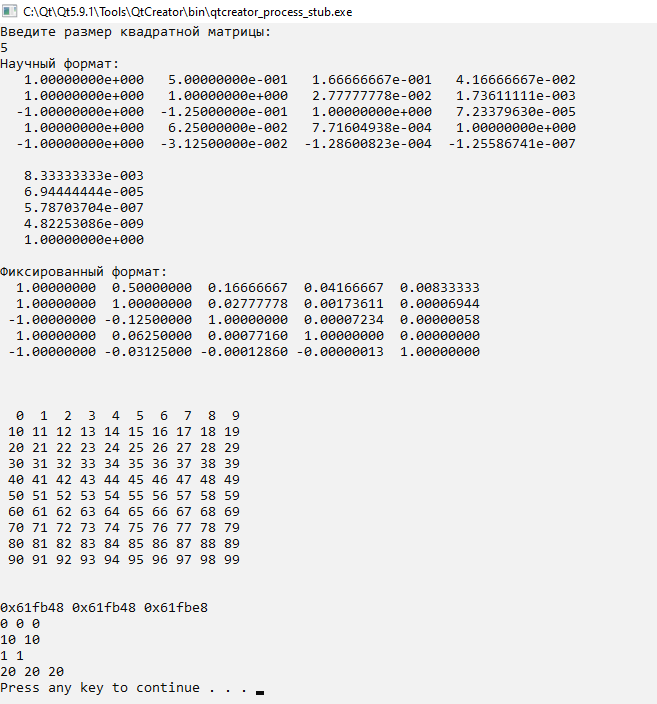 C:\Qt\Qt5.9.1\Tools\QtCreator\bin\qtcreator_process_stub.exe
Введите размер квадратной матрицы:
5
Научный формат:
   1.00000000e+000   5.00000000e-001   1.66666667e-001   4.16666667e-002
   1.00000000e+000   1.00000000e+000   2.77777778e-002   1.73611111e-003
  -1.00000000e+000  -1.25000000e-001   1.00000000e+000   7.23379630e-005
   1.00000000e+000   6.25000000e-002   7.71604938e-004   1.00000000e+000
  -1.00000000e+000  -3.12500000e-002  -1.28600823e-004  -1.25586741e-007
   8.33333333e-003
   6.94444444e-005
   5.78703704e-007
   4.82253086e-009
   1.00000000e+000
Фиксированный формат:
  1.00000000  0.50000000  0.16666667  0.04166667  0.00833333
  1.00000000  1.00000000  0.02777778  0.00173611  0.00006944
 -1.00000000 -0.12500000  1.00000000  0.00007234  0.00000058
  1.00000000  0.06250000  0.00077160  1.00000000  0.00000000
 -1.00000000 -0.03125000 -0.00012860 -0.00000013  1.00000000
  0  1  2  3  4  5  6  7  8  9
 10 11 12 13 14 15 16 17 18 19
 20 21 22 23 24 25 26 27 28 29
 30 31 32 33 34 35 36 37 38 39
 40 41 42 43 44 45 46 47 48 49
 50 51 52 53 54 55 56 57 58 59
 60 61 62 63 64 65 66 67 68 69
 70 71 72 73 74 75 76 77 78 79
 80 81 82 83 84 85 86 87 88 89
 90 91 92 93 94 95 96 97 98 99
0x61fb48 0x61fb48 0x61fbe8
0 0 0
10 10
1 1
20 20 20
Press any key to continue . . .